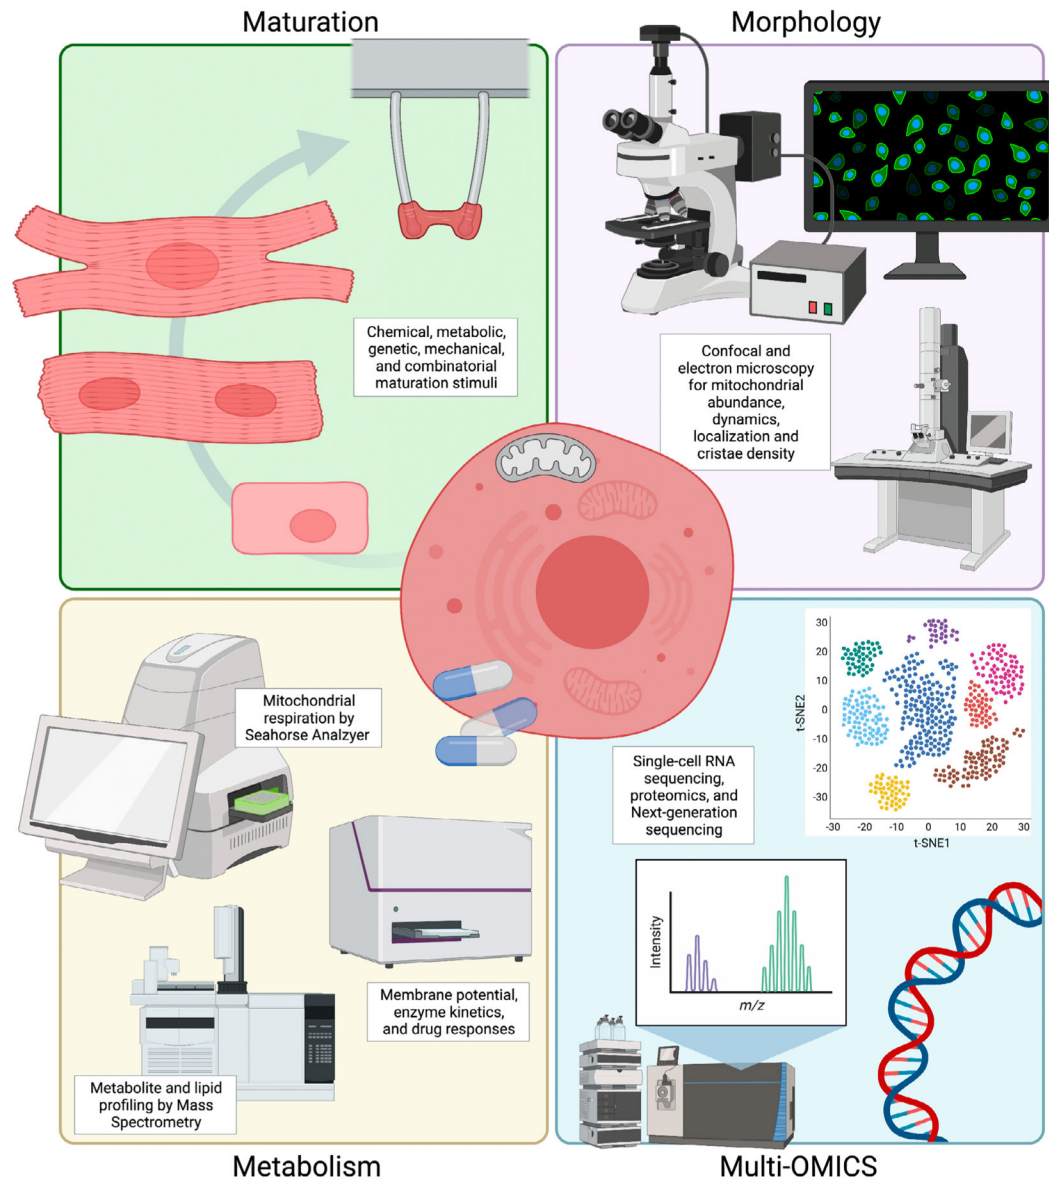 Maturation
Morphology
Chemical, metabolic,
genetic, mechanical,
and combinatorial
maturation stimuli
Confocal and
electron microscopy
for mitochondrial
abundance,
dynamics,
localization and
cristae density
Mitochondrial
respiration by
Seahorse Analzyer
Membrane potential,
enzyme kinetics,
and drug responses
Metabolite and lipid
profiling by Mass
Spectrometry
Single-cell RNA
sequencing,
proteomics, and
Next-generation
sequencing
t-SNE2
30
20
10
0
-10
-20
-30
-30 -20 -10 0 10 20 30
t-SNE1
Intensity
m/z
Metabolism
Multi-OMICS